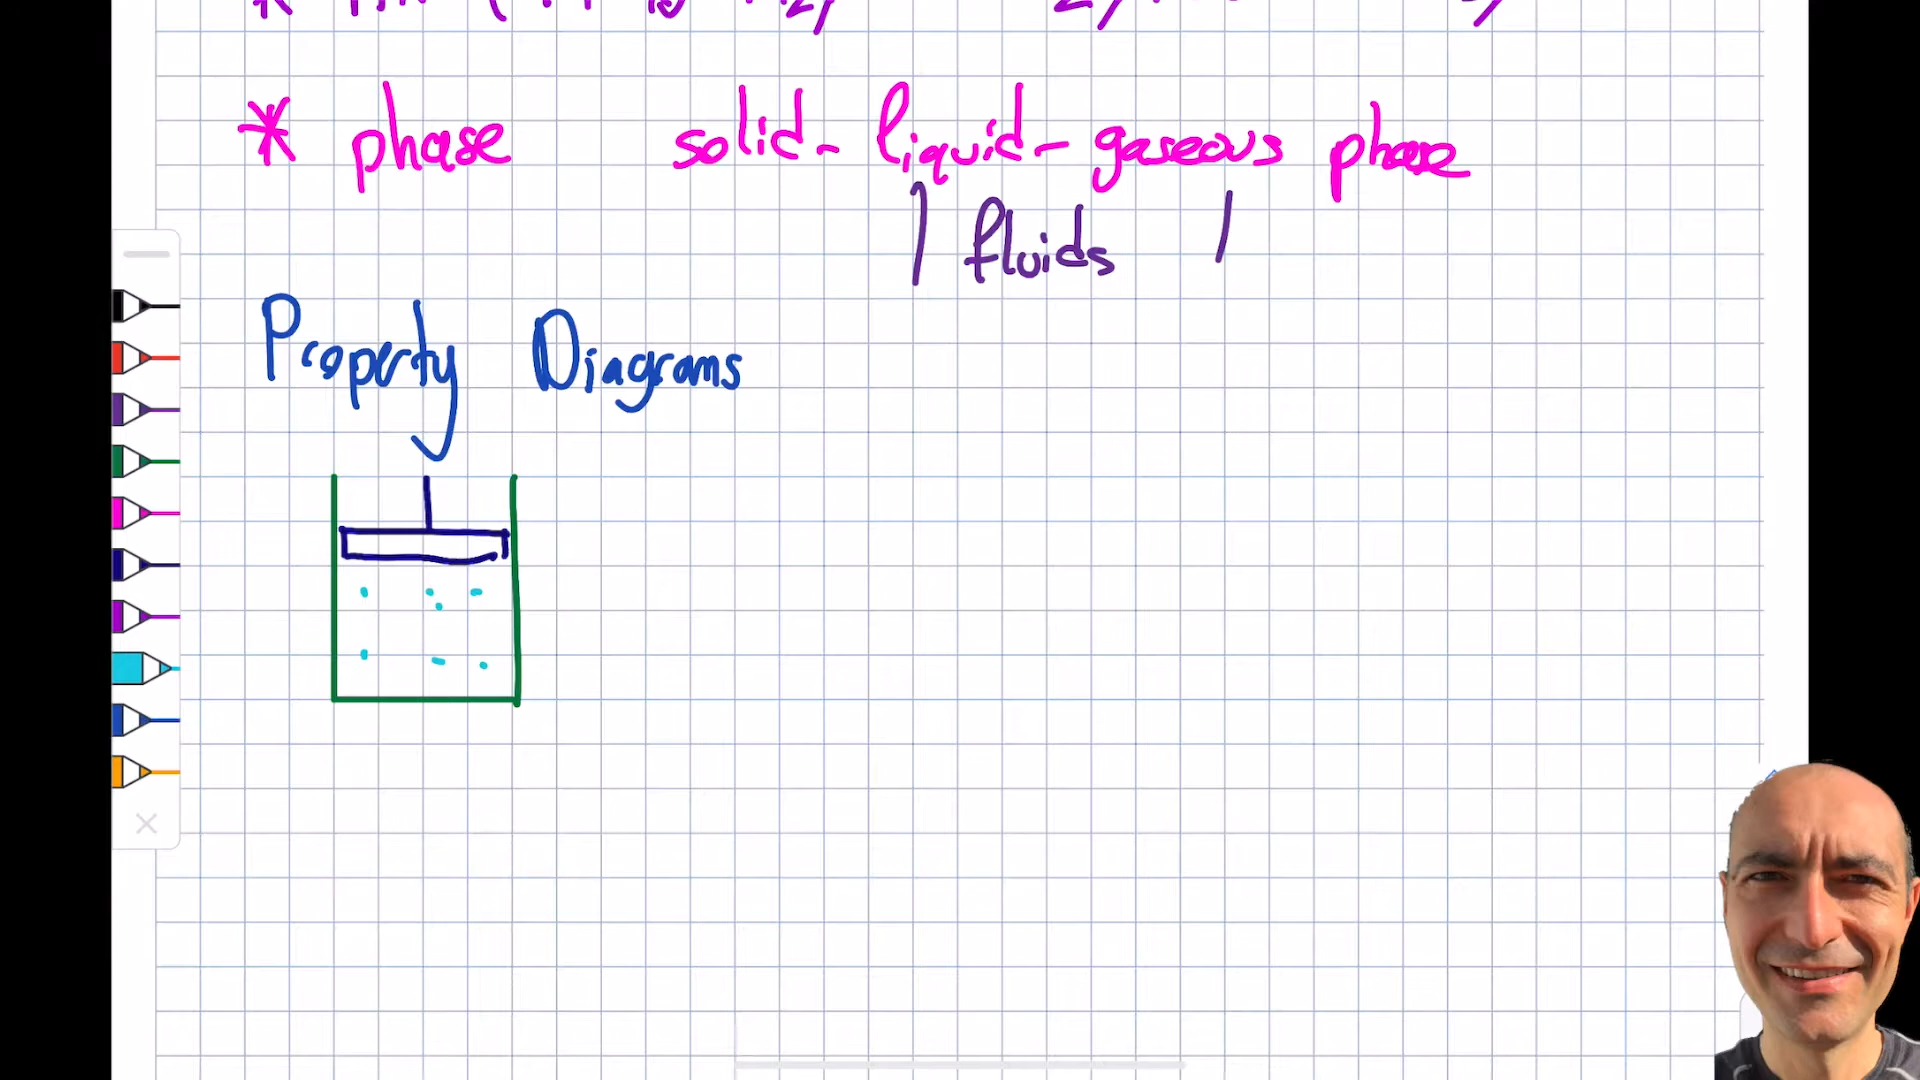 * phase solid- liquid- gaseous phase
fluids
Property Diagrams